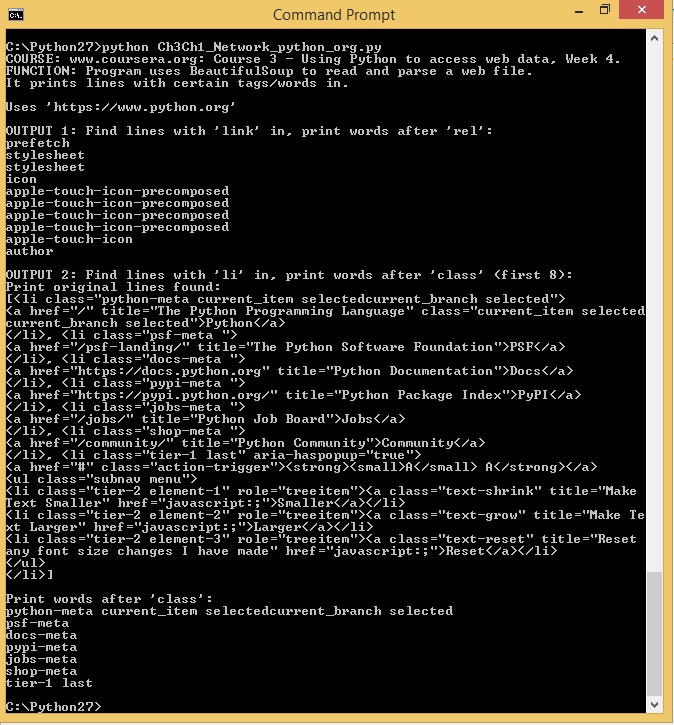 Command Prompt
C:\Python27>python Ch3Ch1_Network_python_org.py
COURSE: www.coursera.org: Course 3 - Using Python to access web data, Week 4.
FUNCTION: Program uses BeautifulSoup to read and parse a web file.
It prints lines with certain tags/words in.
Uses 'https://www.python.org'
OUTPUT 1: Find lines with 'link' in, print words after 'rel':
prefetch
stylesheet
stylesheet
icon
apple-touch-icon-precomposed
apple-touch-icon-precomposed
apple-touch-icon-precomposed
apple-touch-icon-precomposed
apple-touch-icon
author
OUTPUT 2: Find lines with 'li' in, print words after 'class' (first 8):
Print original lines found:
[<li class="python-meta current_item selectedcurrent_branch selected">
<a href="/" title="The Python Programming Language" class="current_item selected
current_branch selected">Python</a>
</li>, <li class="psf-meta ">
<a href="/psf-landing/" title="The Python Software Foundation">PSF</a>
</li>, <li class="docs-meta ">
<a href="https://docs.python.org" title="Python Documentation">Docs</a>
</li>, <li class="pypi-meta ">
<a href="https://pypi.python.org/" title="Python Package Index">PyPI</a>
</li>, <li class="jobs-meta ">
<a href="/jobs/" title="Python Job Board">Jobs</a>
</li>, <li class="shop-meta ">
<a href="/community/" title="Python Community">Community</a>
</li>, <li class="tier-1 last" aria-haspopup="true">
<a href="#" class="action-trigger"><strong><small>A</small> A</strong></a>
<ul class="subnav menu">
<li class="tier-2 element-1" role="treeitem"><a class="text-shrink" title="Make
Text Smaller" href="javascript:;">Smaller</a></li>
<li class="tier-2 element-2" role="treeitem"><a class="text-grow" title="Make Te
xt Larger" href="javascript:;">Larger</a></li>
<li class="tier-2 element-3" role="treeitem"><a class="text-reset" title="Reset
any font size changes I have made" href="javascript:;">Reset</a></li>
</ul>
</li>]
Print words after 'class':
python-meta current_item selectedcurrent_branch selected
psf-meta
docs-meta
pypi-meta
jobs-meta
shop-meta
tier-1 last
C:\Python27>